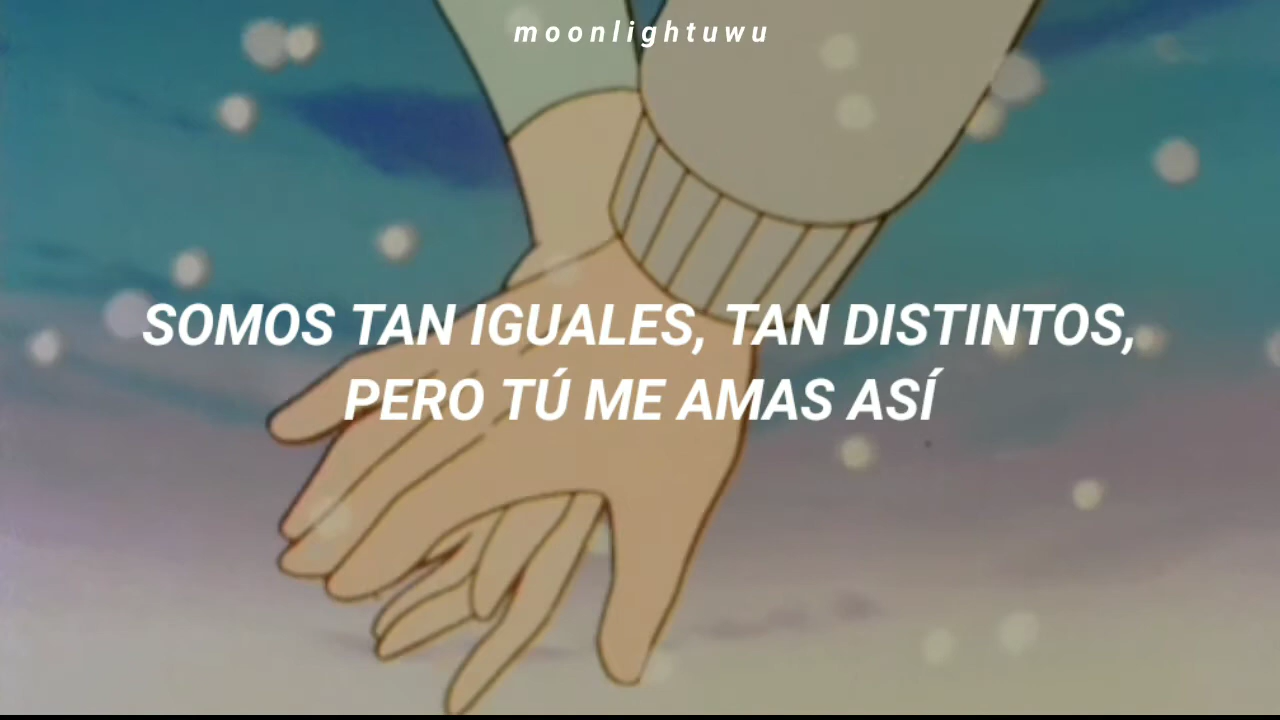 moonlightuwu
SOMOS TAN IGUALES, TAN DISTINTOS,
PERO TÚ ME AMAS ASÍ